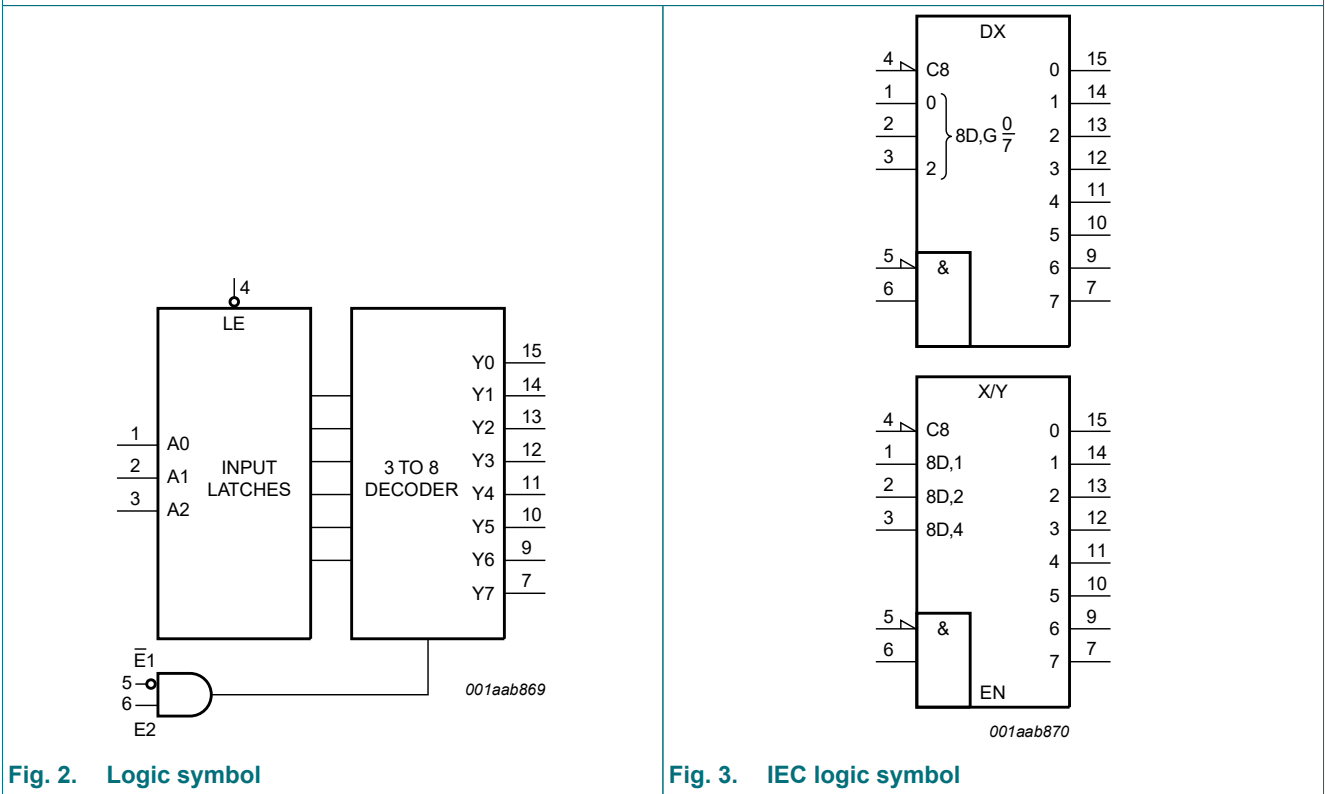 4
LE
1 A0
2 A1
3 A2
INPUT
LATCHES
3 TO 8
DECODER
Y0 15
Y1 14
Y2 13
Y3 12
Y4 11
Y5 10
Y6 9
Y7 7
E̅1
5
6
E2
001aab869
Fig. 2. Logic symbol
DX
4 C8 0 15
1 0 1 14
2 8D,G 0/7 2 13
3 2 3 12
4 11
5 10
5 & 6 9
6 7 7
X/Y
4 C8 0 15
1 8D,1 1 14
2 8D,2 2 13
3 8D,4 3 12
4 11
5 10
5 & 6 9
6 7 7
EN
001aab870
Fig. 3. IEC logic symbol